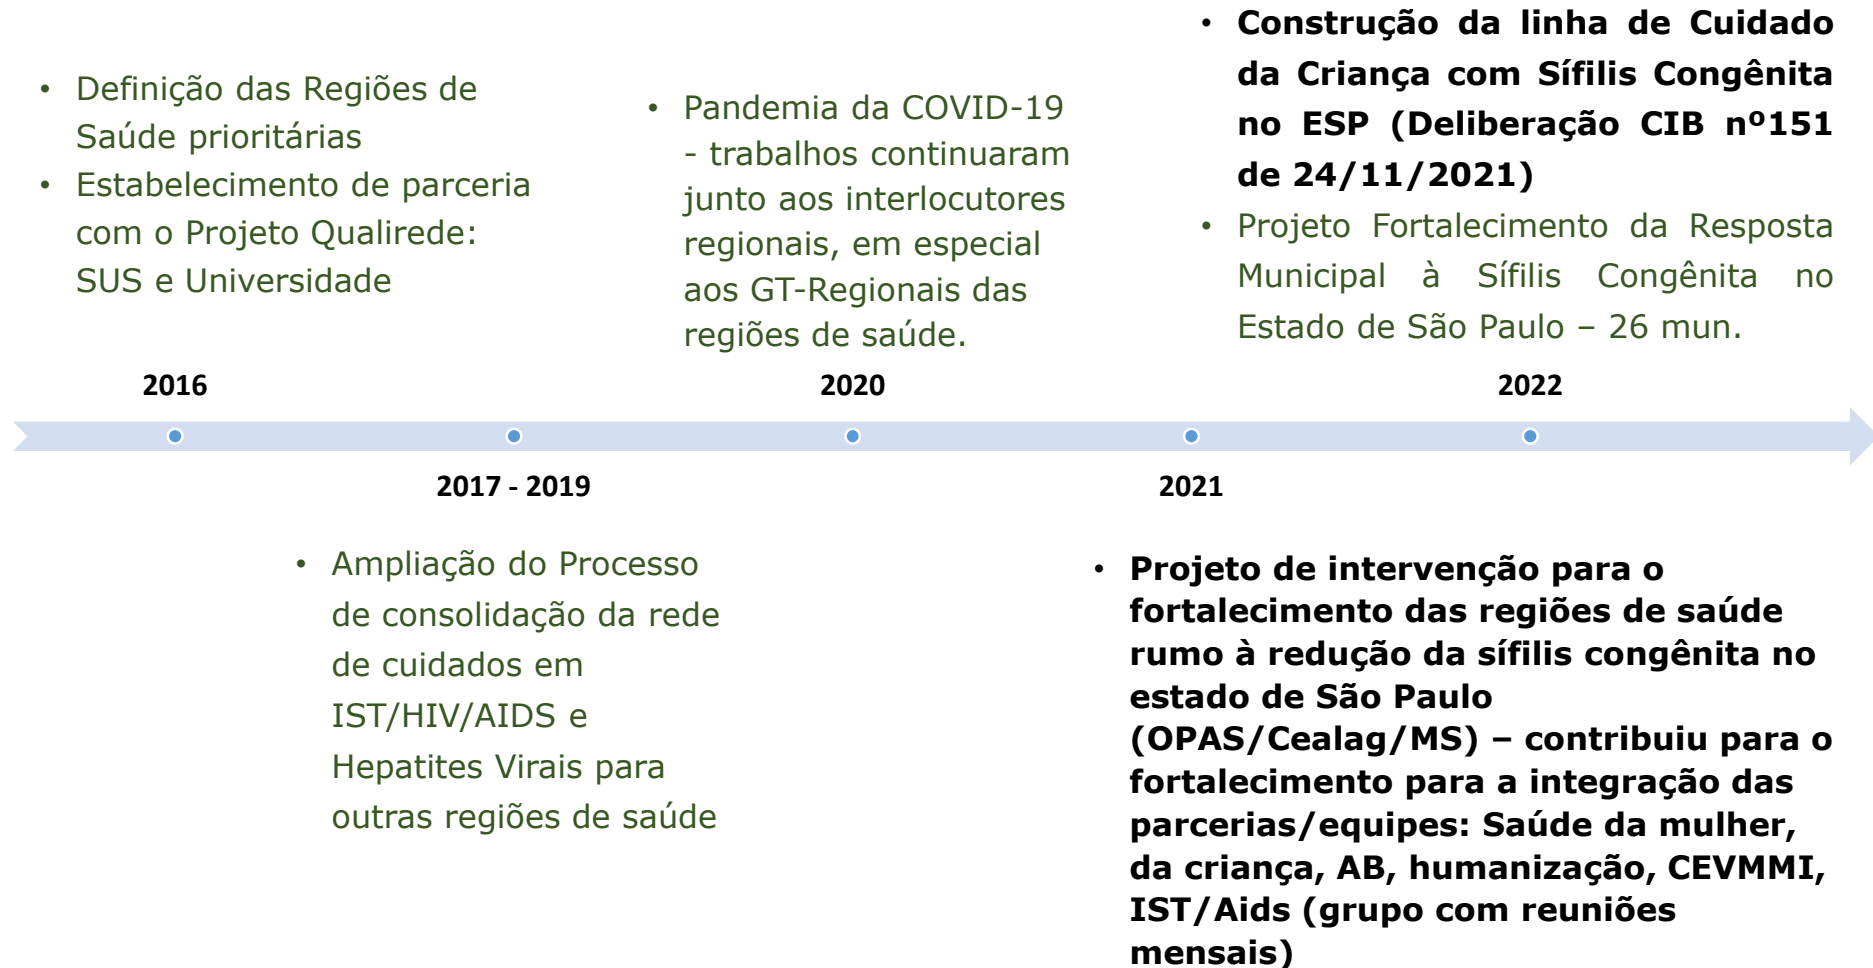 • Definição das Regiões de
Saúde prioritárias
• Estabelecimento de parceria
com o Projeto Qualirede:
SUS e Universidade
2016
2017 - 2019
• Ampliação do Processo
de consolidação da rede
de cuidados em
IST/HIV/AIDS e
Hepatites Virais para
outras regiões de saúde
• Pandemia da COVID-19
- trabalhos continuaram
junto aos interlocutores
regionais, em especial
aos GT-Regionais das
regiões de saúde.
2020
2021
• Projeto de intervenção para o
fortalecimento das regiões de saúde
rumo à redução da sífilis congênita no
estado de São Paulo
(OPAS/Cealag/MS) – contribuiu para o
fortalecimento para a integração das
parcerias/equipes: Saúde da mulher,
da criança, AB, humanização, CEVMMI,
IST/Aids (grupo com reuniões
mensais)
• Construção da linha de Cuidado
da Criança com Sífilis Congênita
no ESP (Deliberação CIB nº151
de 24/11/2021)
• Projeto Fortalecimento da Resposta
Municipal à Sífilis Congênita no
Estado de São Paulo – 26 mun.
2022